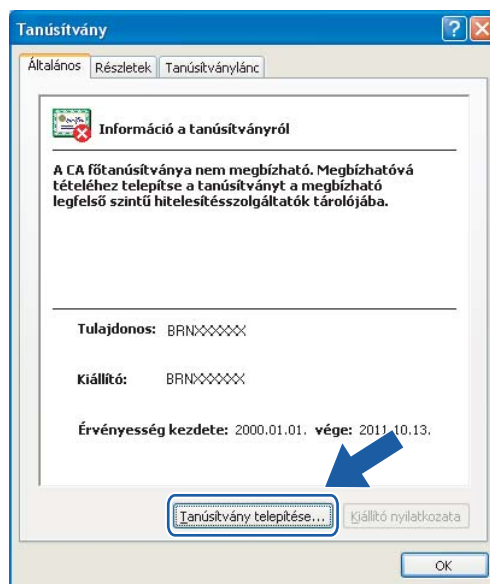 Tanúsítvány
Általános Részletek Tanúsítványlánc
Információ a tanúsítványról
A CA főtanúsítványa nem megbízható. Megbízhatóvá
tételéhez telepítse a tanúsítványt a megbízható
legfelső szintű hitelesítésszolgáltatók tárolójába.
Tulajdonos: BRNXXXXXX
Kiállító: BRNXXXXXX
Érvényesség kezdete: 2000.01.01. vége: 2011.10.13.
Tanúsítvány telepítése... Kiállító nyilatkozata
OK